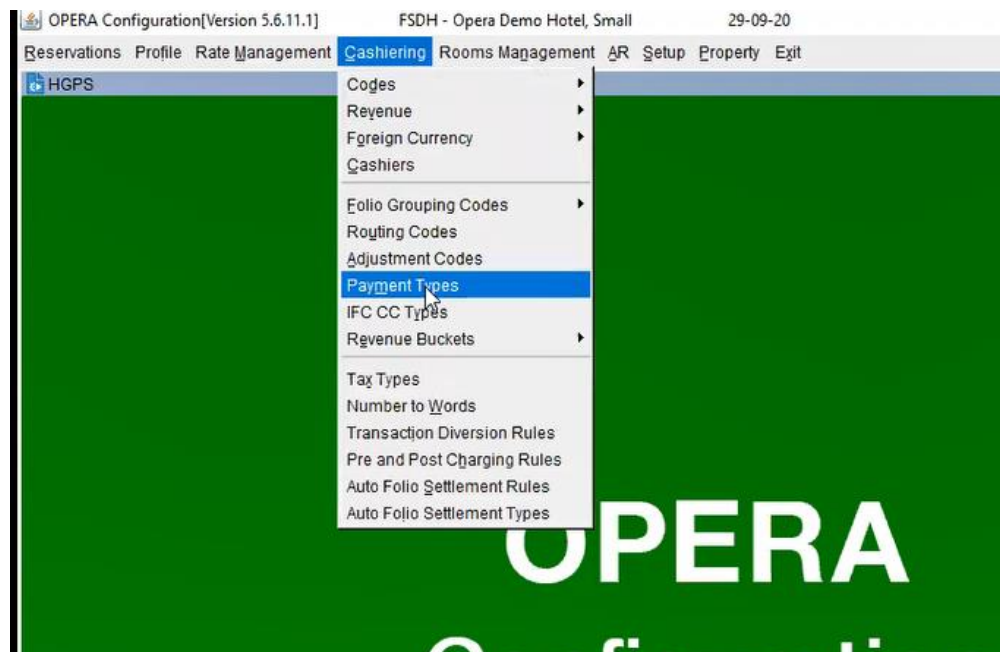 OPERA Configuration[Version 5.6.11.1] FSDH - Opera Demo Hotel, Small 29-09-20
Reservations Profile Rate Management Cashiering Rooms Management AR Setup Property Exit
HGPS
Codes
Revenue
Foreign Currency
Cashiers
Folio Grouping Codes
Routing Codes
Adjustment Codes
Payment Types
IFC CC Types
Revenue Buckets
Tax Types
Number to Words
Transaction Diversion Rules
Pre and Post Charging Rules
Auto Folio Settlement Rules
Auto Folio Settlement Types
OPERA